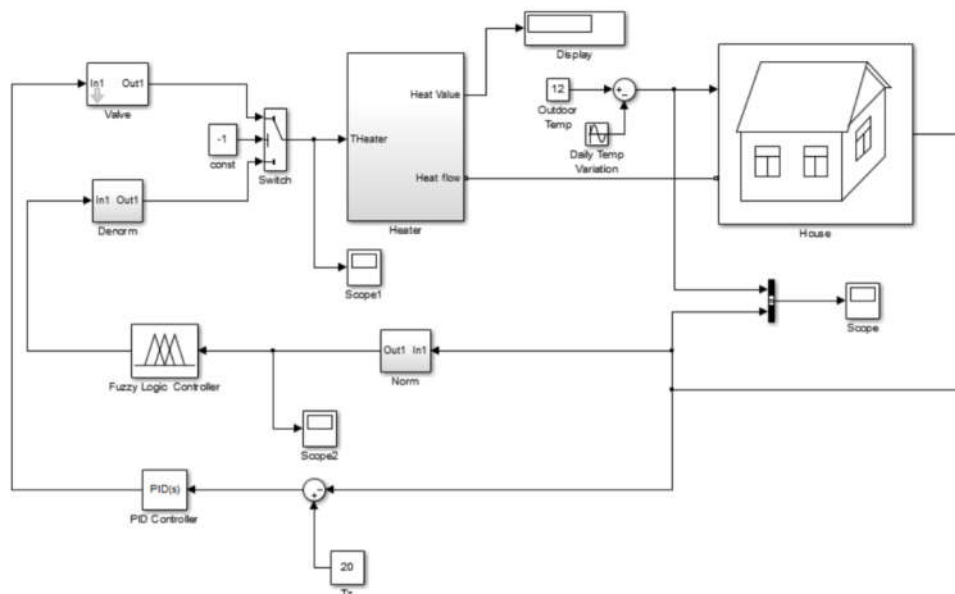 Display
In1 Out1
Valve
-1
const
Switch
THeater
Heat Value
Heat flow
Heater
12
Outdoor
Temp
Daily Temp
Variation
House
In1 Out1
Denorm
Scope1
Scope
Fuzzy Logic Controller
Out1 In1
Norm
Scope2
PID(s)
PID Controller
20